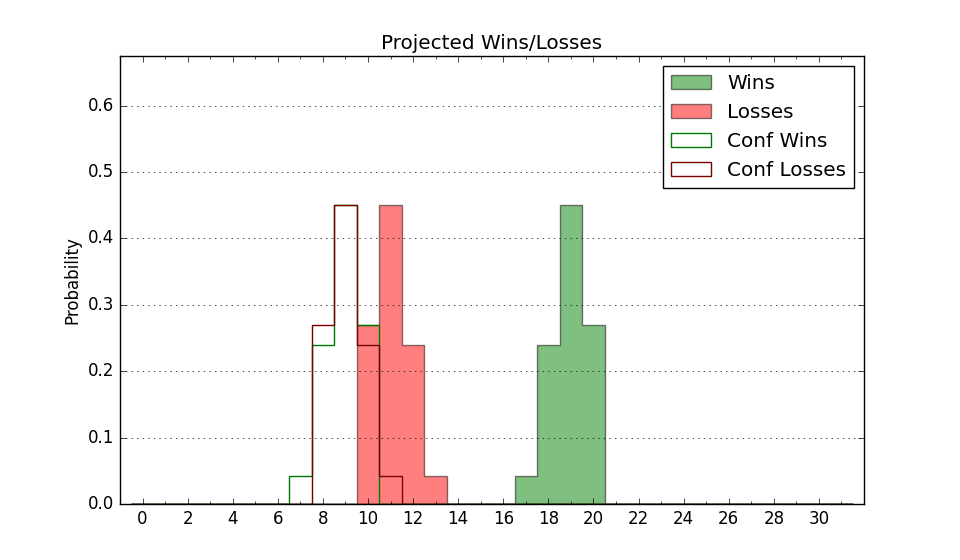 Projected Wins/Losses
Wins
Losses
Conf Wins
Conf Losses
Probability
0.6
0.5
0.4
0.3
0.2
0.1
0.0
0 2 4 6 8 10 12 14 16 18 20 22 24 26 28 30